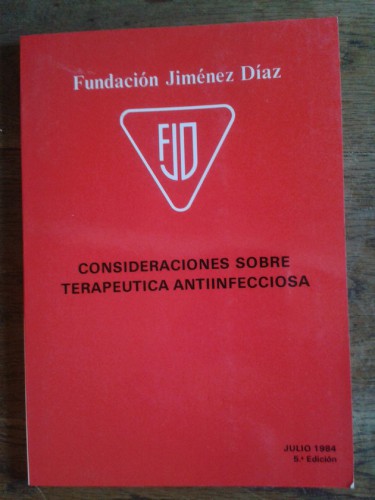 Fundación Jiménez Díaz
FJD
CONSIDERACIONES SOBRE
TERAPEUTICA ANTIINFECCIOSA
JULIO 1984
5.ª Edición